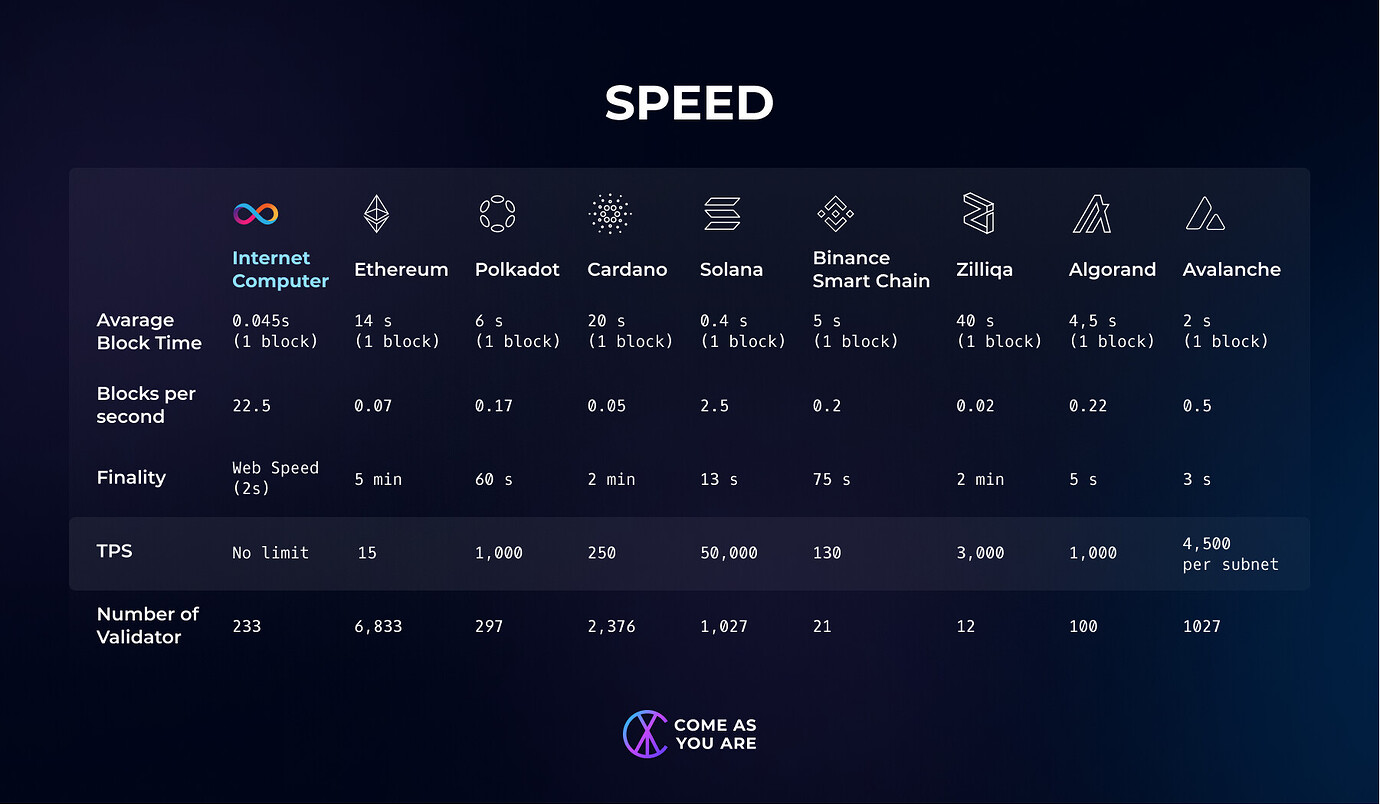 SPEED
Internet
Computer
Ethereum
Polkadot
Cardano
Solana
Binance
Smart Chain
Zilliqa
Algorand
Avalanche
Avarage
Block Time
0.045s
(1 block)
14 s
(1 block)
6 s
(1 block)
20 s
(1 block)
0.4 s
(1 block)
5 s
(1 block)
40 s
(1 block)
4,5 s
(1 block)
2 s
(1 block)
Blocks per
second
22.5
0.07
0.17
0.05
2.5
0.2
0.02
0.22
0.5
Finality
Web Speed
(2s)
5 min
60 s
2 min
13 s
75 s
2 min
5 s
3 s
TPS
No limit
15
1,000
250
50,000
130
3,000
1,000
4,500
per subnet
Number of
Validator
233
6,833
297
2,376
1,027
21
12
100
1027
COME AS
YOU ARE